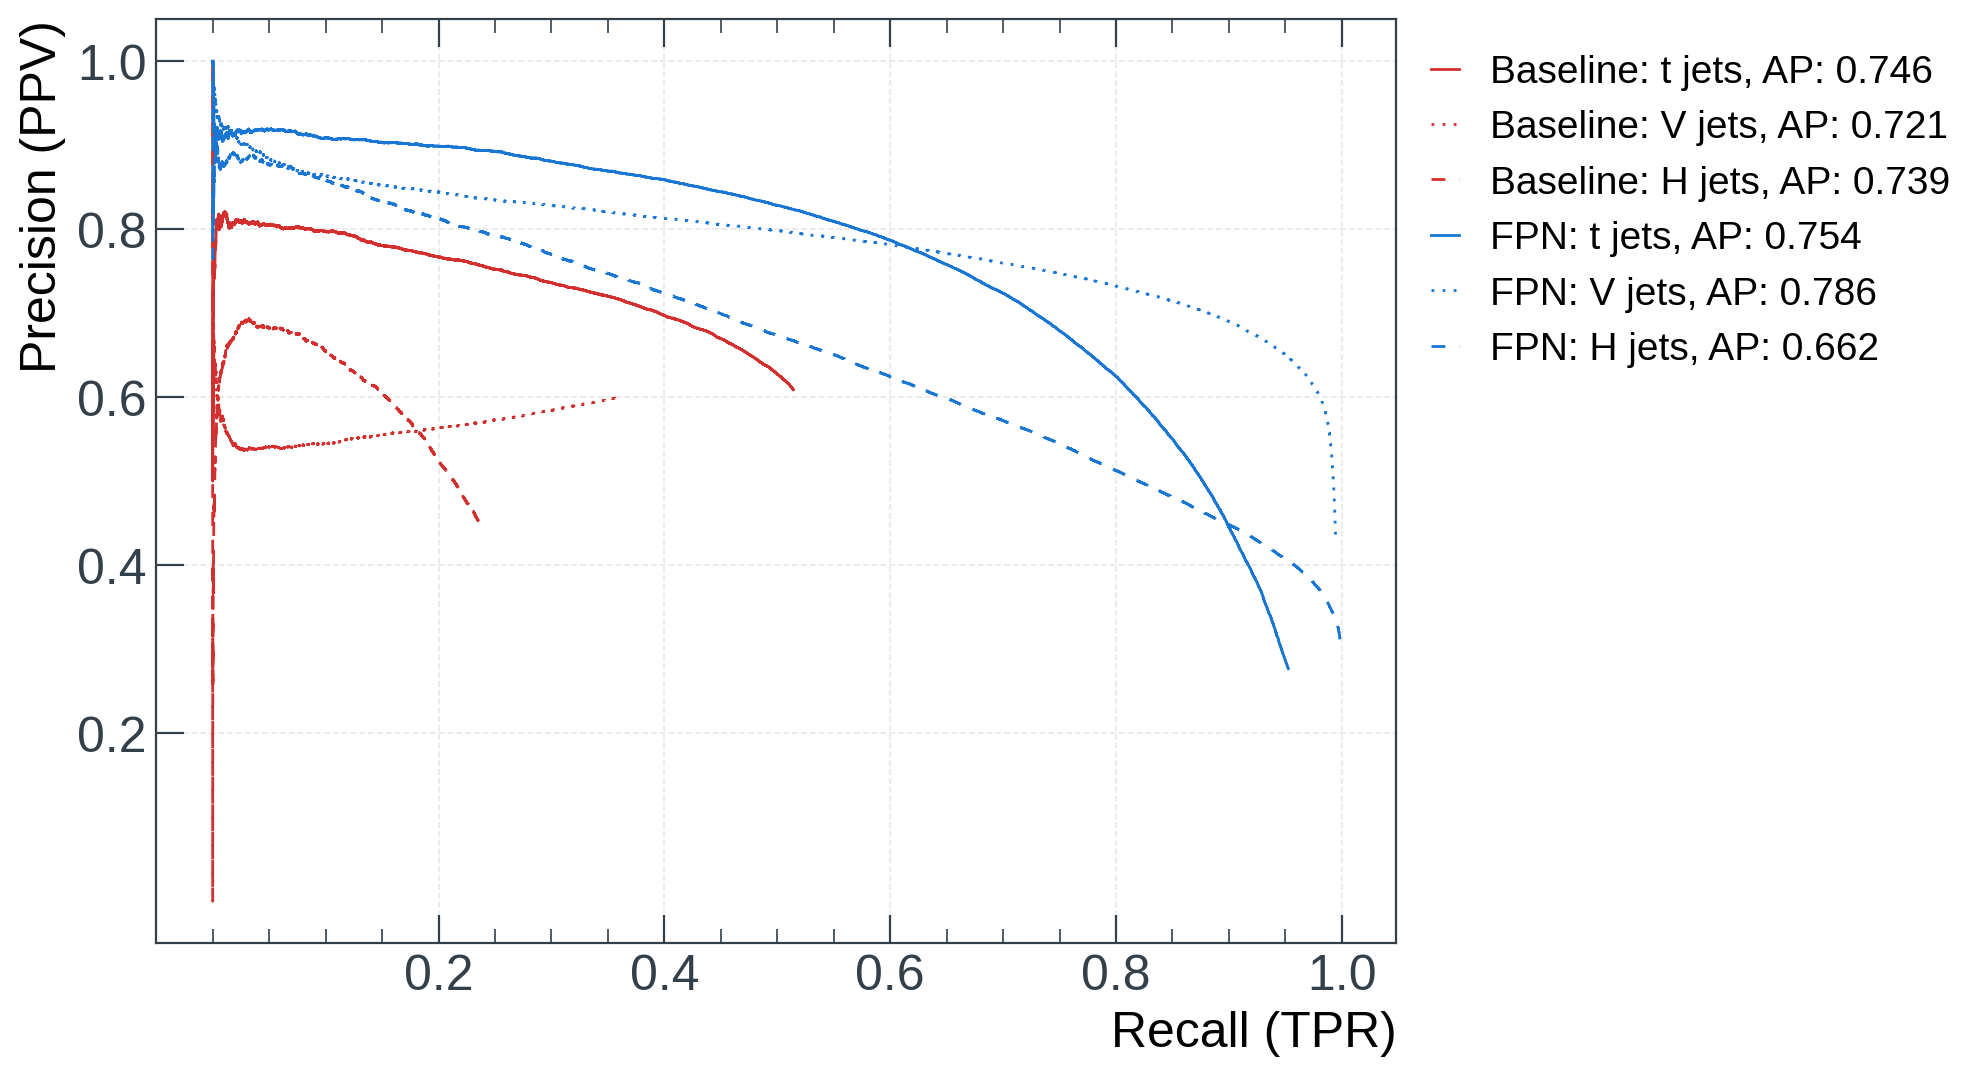 Precision (PPV)
1.0
0.8
0.6
0.4
0.2
0.2
0.4
0.6
0.8
1.0
Recall (TPR)
Baseline: t jets, AP: 0.746
Baseline: V jets, AP: 0.721
Baseline: H jets, AP: 0.739
FPN: t jets, AP: 0.754
FPN: V jets, AP: 0.786
FPN: H jets, AP: 0.662